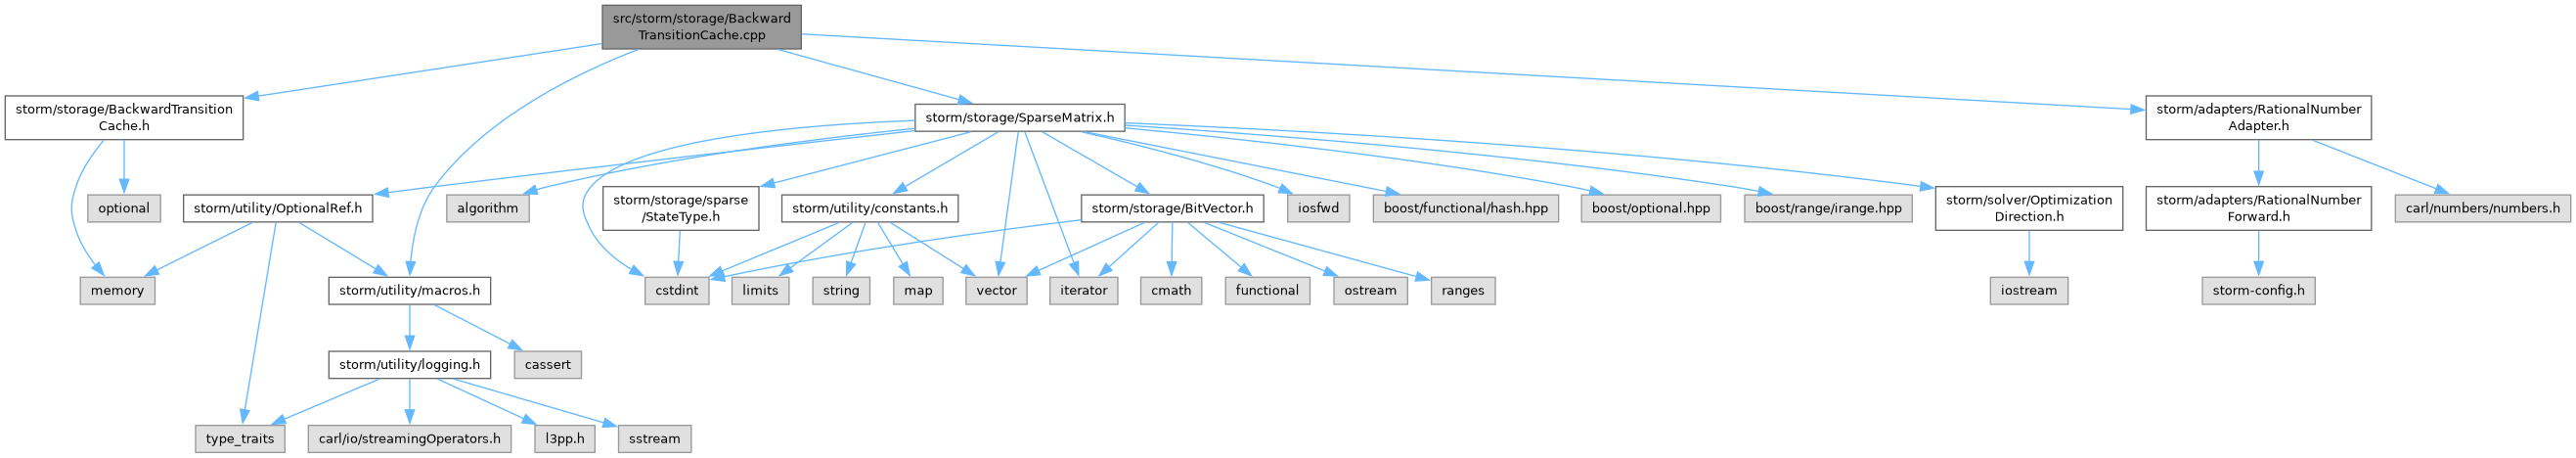 src/storm/storage/Backward
TransitionCache.cpp
storm/storage/BackwardTransition
Cache.h
storm/storage/SparseMatrix.h
storm/adapters/RationalNumber
Adapter.h
optional
storm/utility/OptionalRef.h
algorithm
storm/storage/sparse
/StateType.h
storm/utility/constants.h
storm/storage/BitVector.h
iosfwd
boost/functional/hash.hpp
boost/optional.hpp
boost/range/irange.hpp
storm/solver/Optimization
Direction.h
storm/adapters/RationalNumber
Forward.h
carl/numbers/numbers.h
memory
storm/utility/macros.h
cstdint
limits
string
map
vector
iterator
cmath
functional
ostream
ranges
iostream
storm-config.h
storm/utility/logging.h
cassert
type_traits
carl/io/streamingOperators.h
l3pp.h
sstream